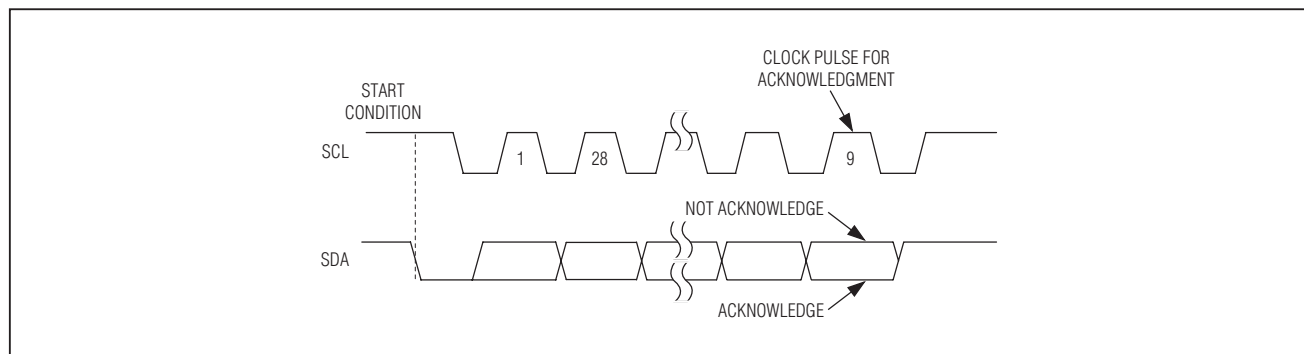 CLOCK PULSE FOR
ACKNOWLEDGMENT
START
CONDITION
SCL
1
28
9
NOT ACKNOWLEDGE
SDA
ACKNOWLEDGE